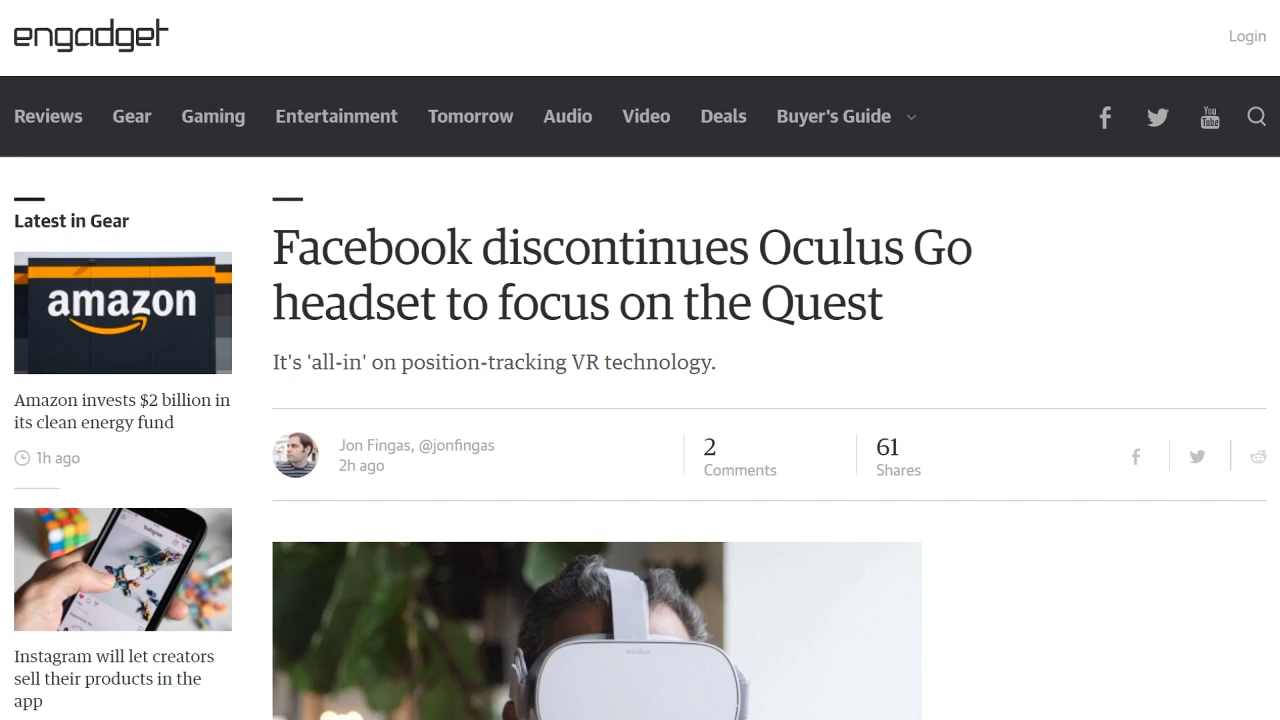 engadget
Login
Reviews Gear Gaming Entertainment Tomorrow Audio Video Deals Buyer's Guide
You
Tube
Latest in Gear
amazon
Amazon invests $2 billion in
its clean energy fund
1h ago
Instagram will let creators
sell their products in the
app
Facebook discontinues Oculus Go
headset to focus on the Quest
It's 'all-in' on position-tracking VR technology.
Jon Fingas, @jonfingas
2h ago
2
Comments
61
Shares
oculus